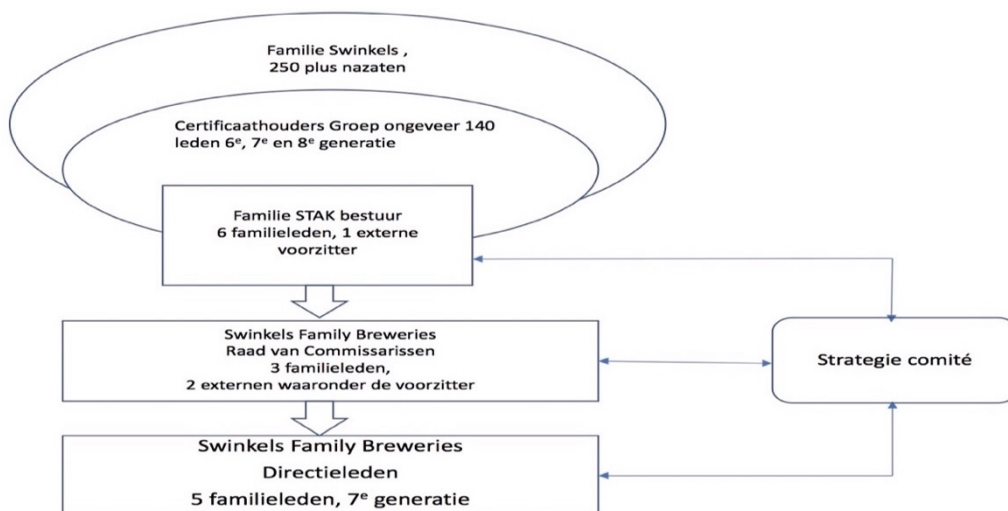 Familie Swinkels ,
250 plus nazaten
Certificaathouders Groep ongeveer 140
leden 6e, 7e en 8e generatie
Familie STAK bestuur
6 familieleden, 1 externe
voorzitter
Swinkels Family Breweries
Raad van Commissarissen
3 familieleden,
2 externen waaronder de voorzitter
Strategie comité
Swinkels Family Breweries
Directieleden
5 familieleden, 7e generatie